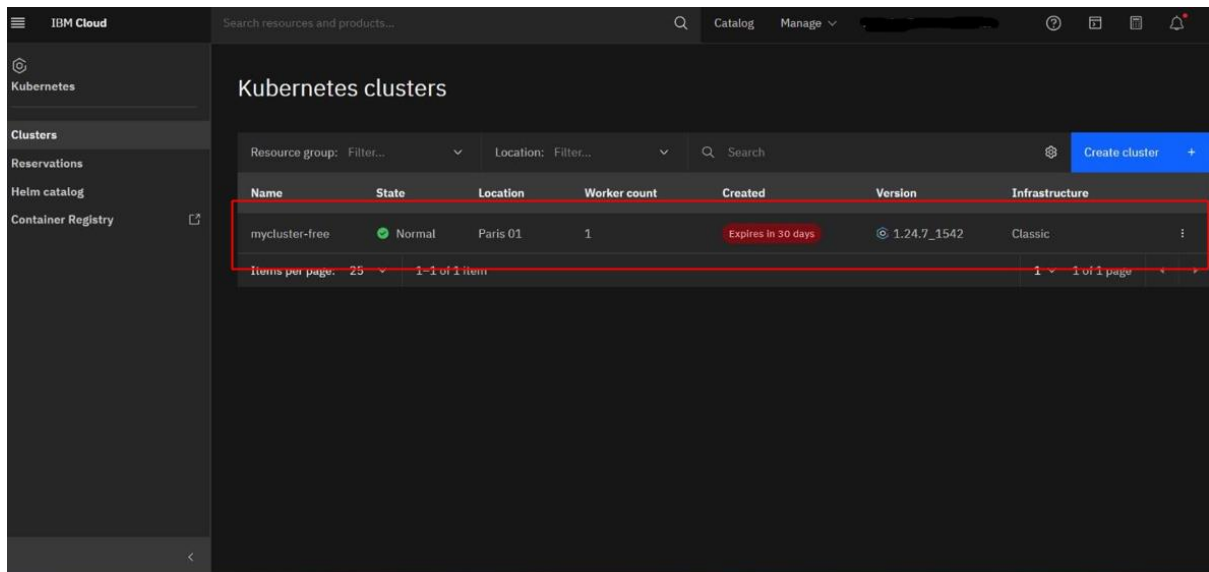 IBM Cloud
Search resources and products...
Catalog
Manage
Kubernetes
Clusters
Reservations
Helm catalog
Container Registry
Kubernetes clusters
Resource group: Filter...
Location: Filter...
Search
Create cluster +
Name State Location Worker count Created Version Infrastructure
mycluster-free Normal Paris 01 1 Expires in 30 days 1.24.7_1542 Classic
Items per page: 25 1–1 of 1 item 1 1 of 1 page